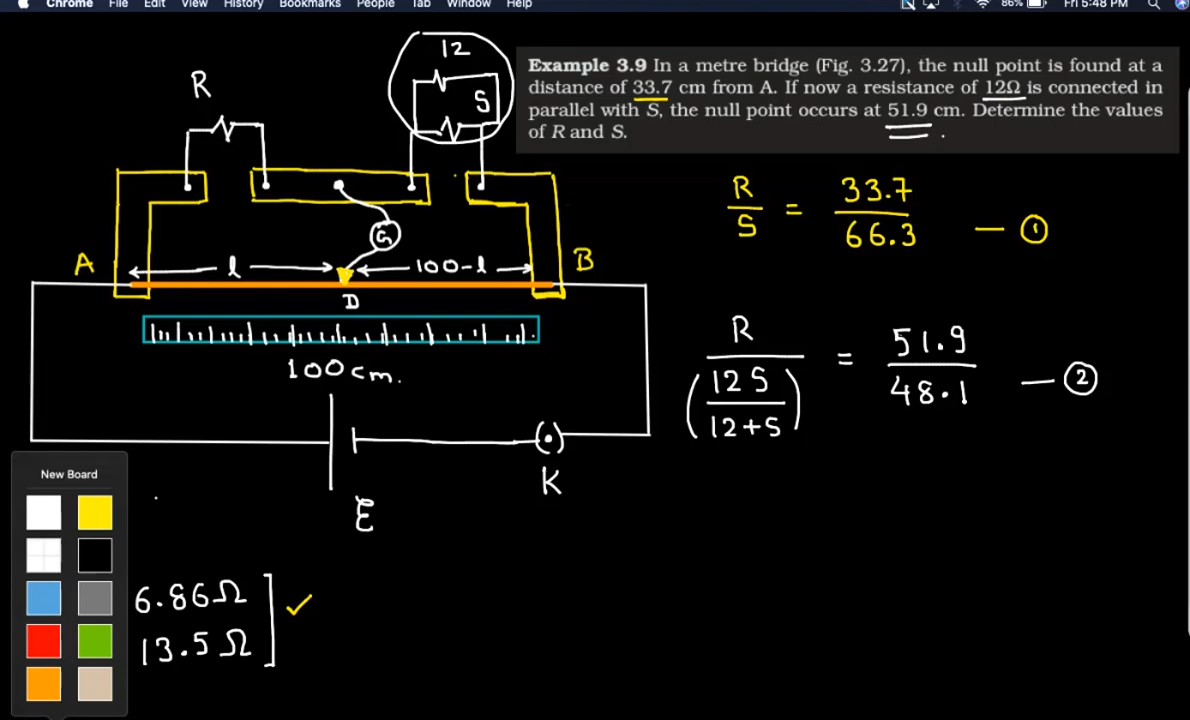 Chrome File Edit View History Bookmarks People Tab Window Help 86% Fri 5:48 PM
Example 3.9 In a metre bridge (Fig. 3.27), the null point is found at a
distance of 33.7 cm from A. If now a resistance of 12Ω is connected in
parallel with S, the null point occurs at 51.9 cm. Determine the values
of R and S.
12
S
R
G
A
B
l
100-l
D
100cm.
E
K
R
S
=
33.7
66.3
— ①
R
(12S
12+S)
=
51.9
48.1
— ②
New Board
6.86Ω
13.5Ω